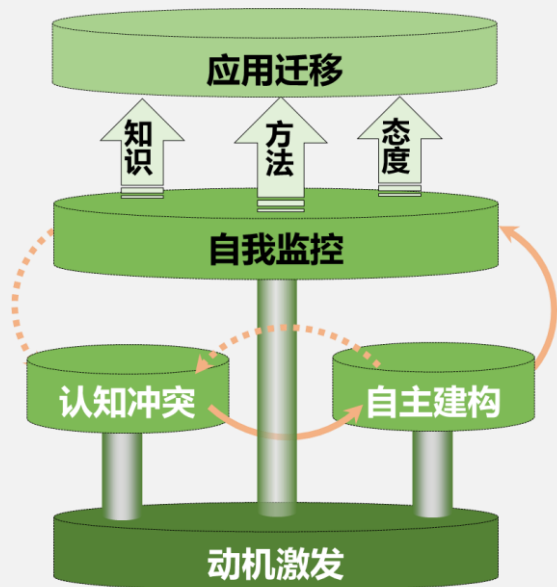 应用迁移
知识
方法
态度
自我监控
认知冲突
自主建构
动机激发